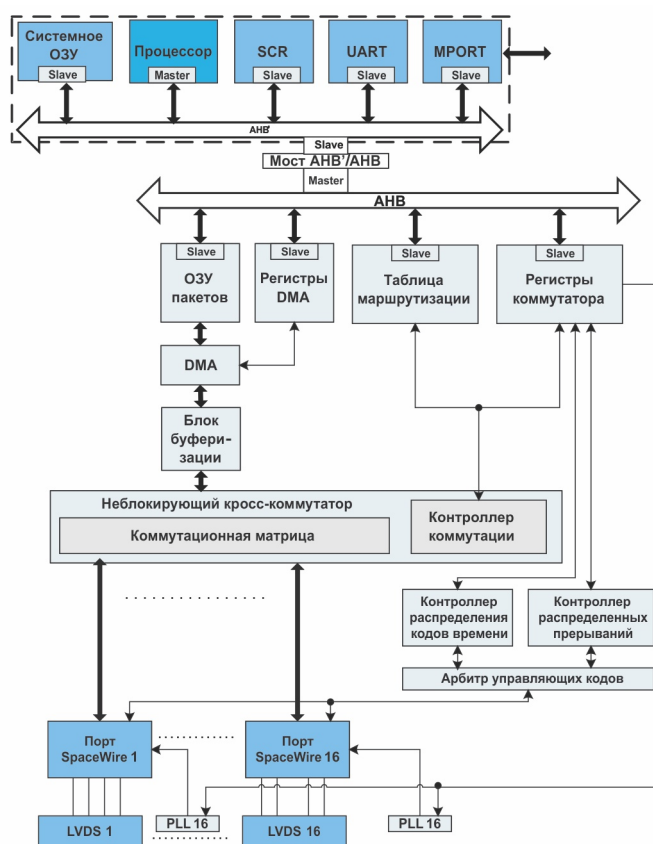 Системное ОЗУ
Slave
Процессор
Master
SCR
Slave
UART
Slave
MPORT
Slave
AHB'
Slave
Мост AHB'/AHB
Master
AHB
Slave
ОЗУ
пакетов
Slave
Регистры
DMA
Slave
Таблица
маршрутизации
Slave
Регистры
коммутатора
DMA
Блок
буфери-
зации
Неблокирующий кросс-коммутатор
Коммутационная матрица
Контроллер
коммутации
Контроллер
распределения
кодов времени
Контроллер
распределенных
прерываний
Арбитр управляющих кодов
Порт
SpaceWire 1
Порт
SpaceWire 16
LVDS 1
PLL 16
LVDS 16
PLL 16